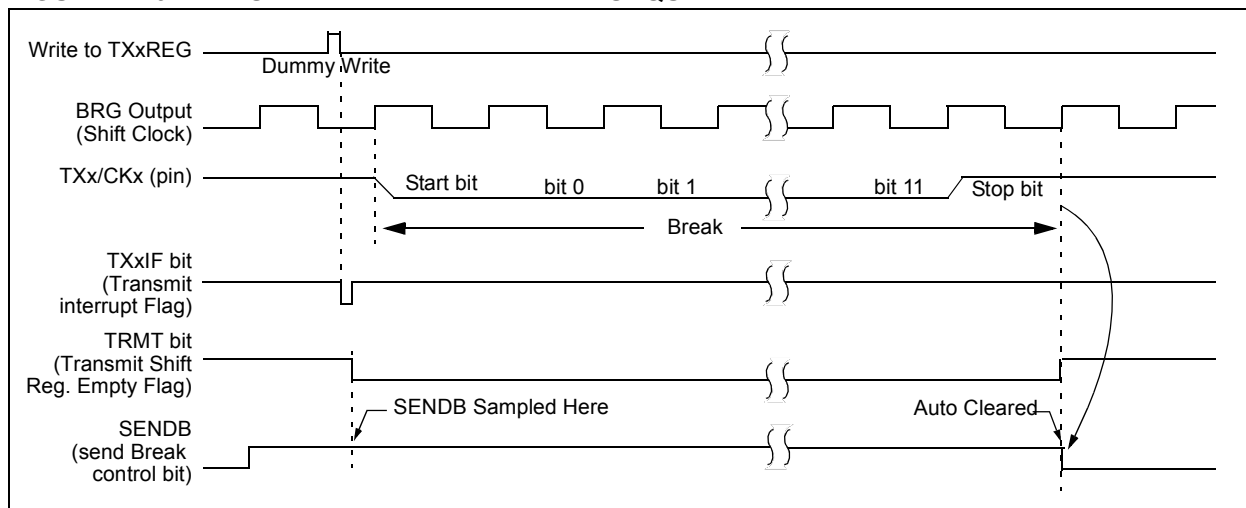 Write to TXxREG
Dummy Write
BRG Output
(Shift Clock)
TXx/CKx (pin)
Start bit
bit 0
bit 1
bit 11
Stop bit
Break
TXxIF bit
(Transmit
interrupt Flag)
TRMT bit
(Transmit Shift
Reg. Empty Flag)
SENDB Sampled Here
Auto Cleared
SENDB
(send Break
control bit)